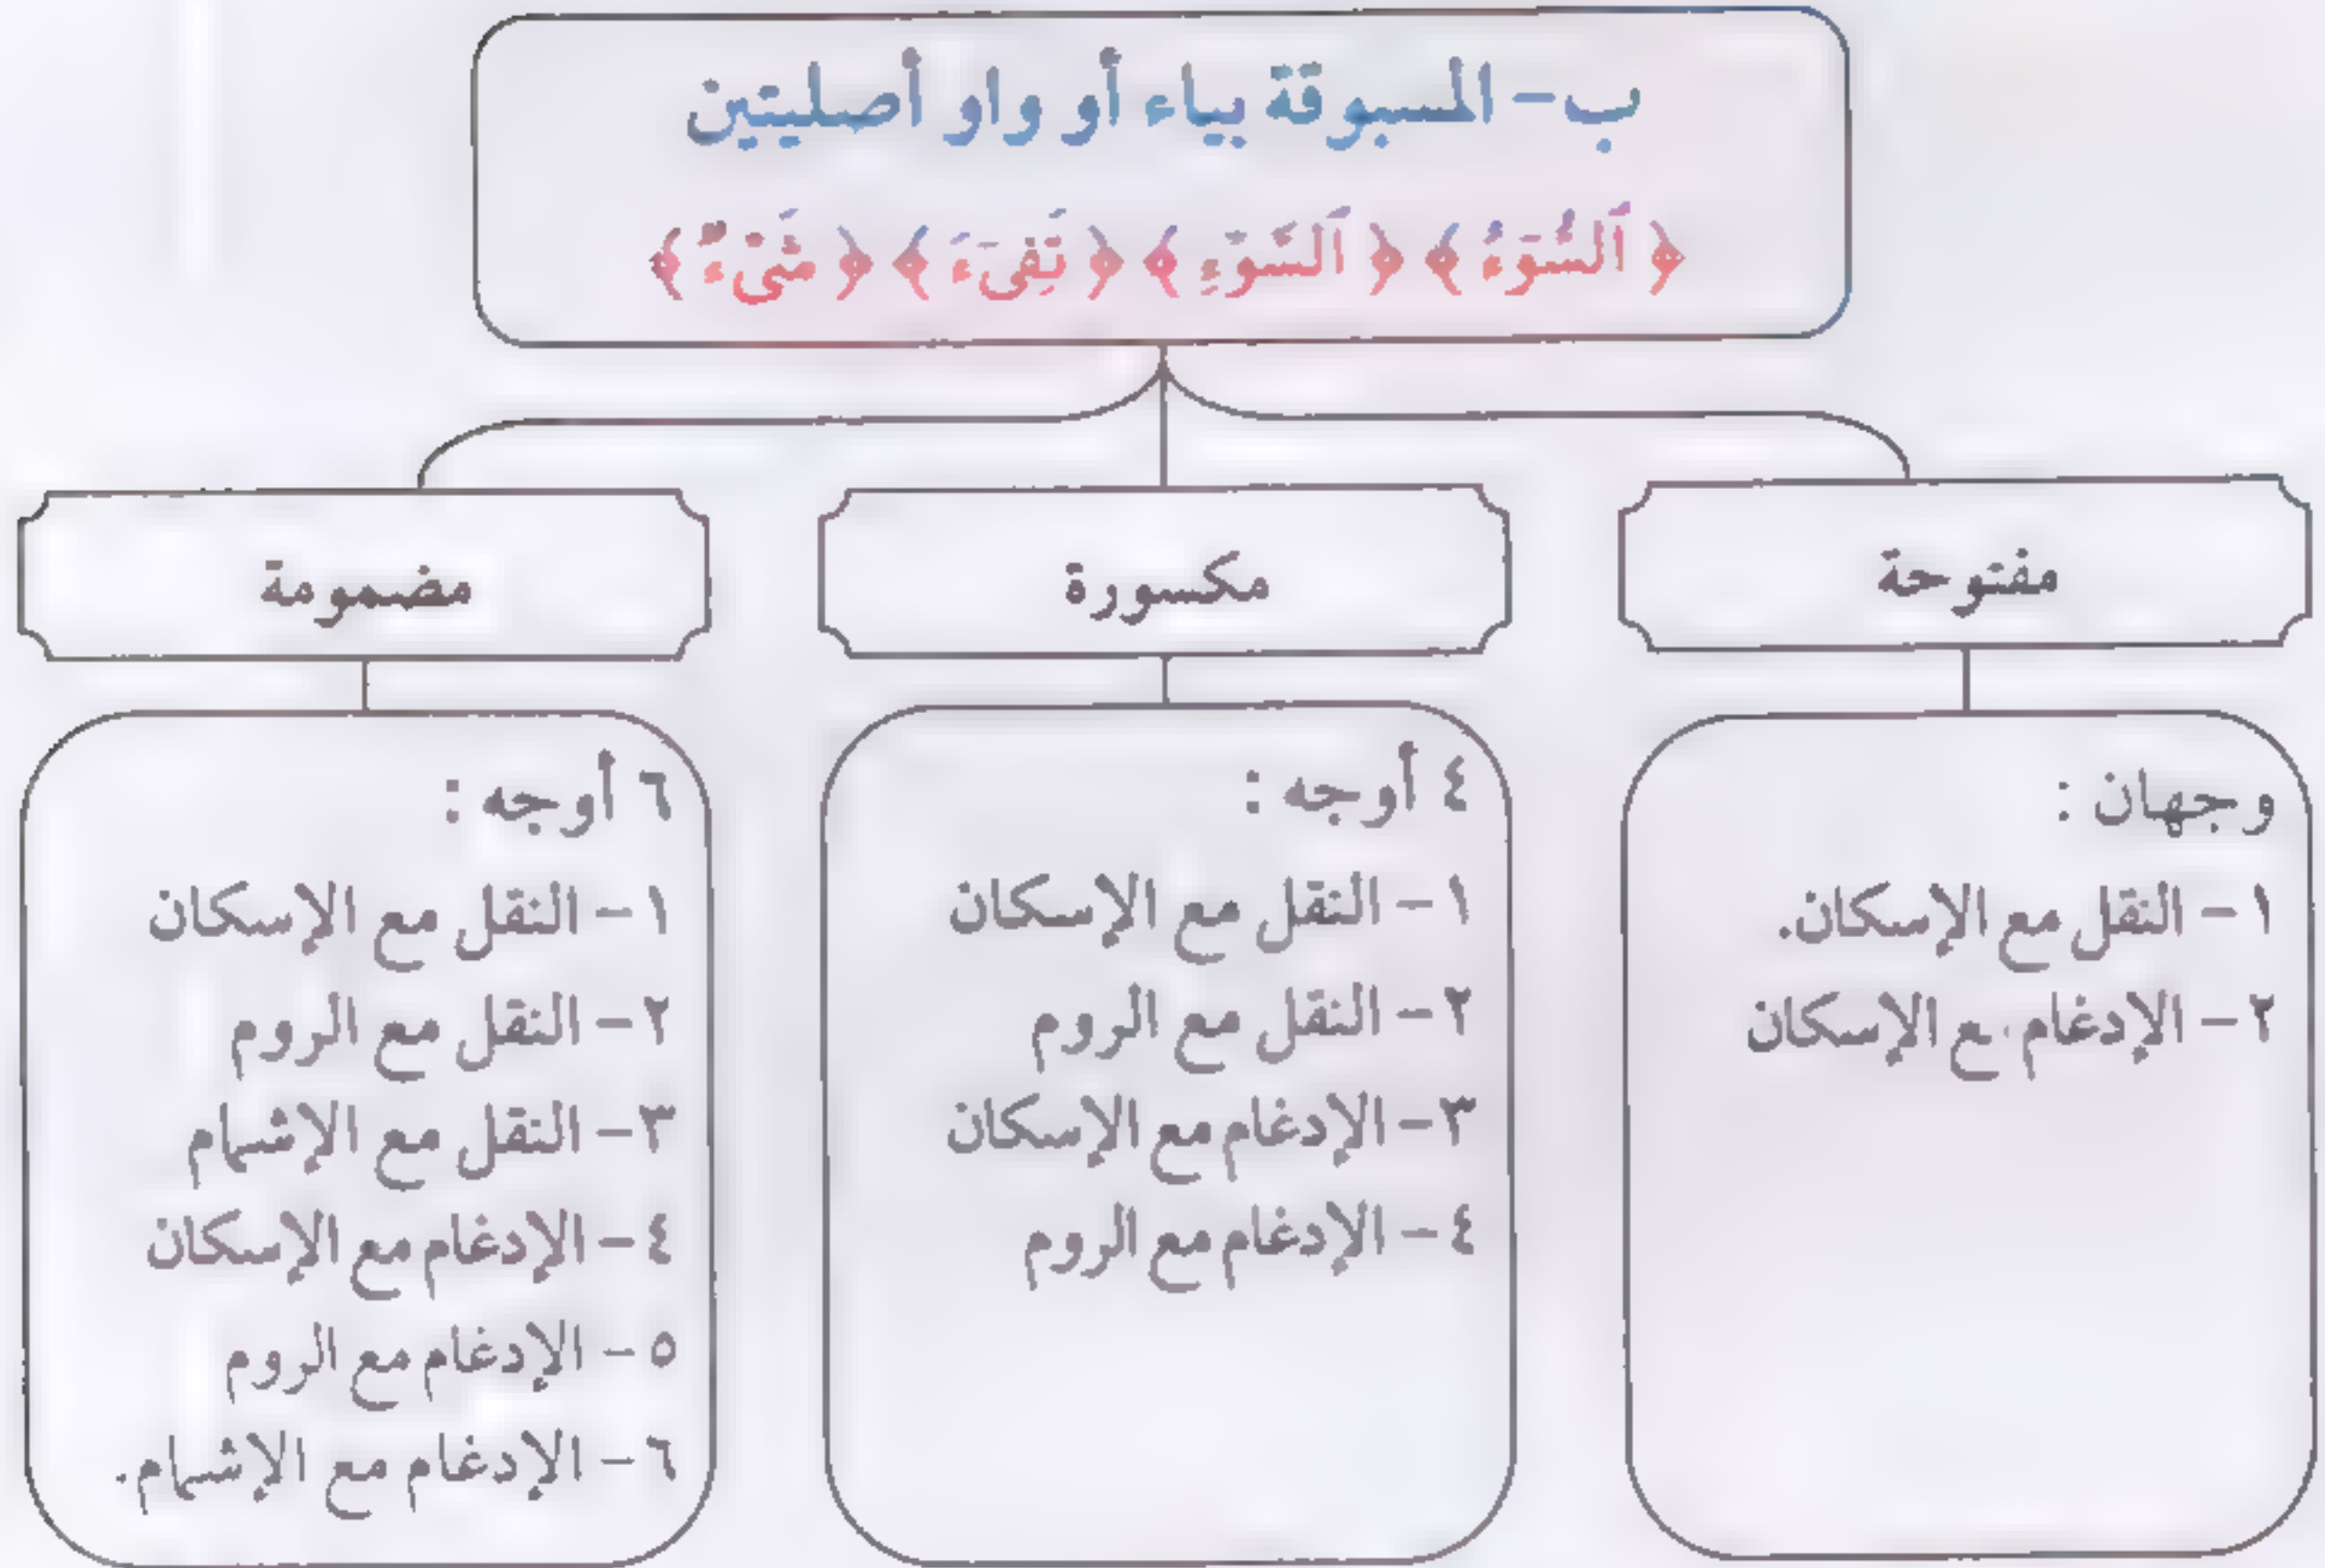 ب- المسبوقة بياء أو واو أصليتين
﴿ ٱلسُّوٓءُ ﴾ ﴿ ٱلسَّوْءِ ﴾ ﴿ تَفِىٓءَ ﴾ ﴿ شَىْءٌ ﴾
مفتوحة
وجهان :
١- النقل مع الإسكان.
٢- الإدغام مع الإسكان
مكسورة
٤ أوجه :
١- النقل مع الإسكان
٢- النقل مع الروم
٣- الإدغام مع الإسكان
٤- الإدغام مع الروم
مضمومة
٦ أوجه :
١- النقل مع الإسكان
٢- النقل مع الروم
٣- النقل مع الإشمام
٤- الإدغام مع الإسكان
٥- الإدغام مع الروم
٦- الإدغام مع الإشمام.